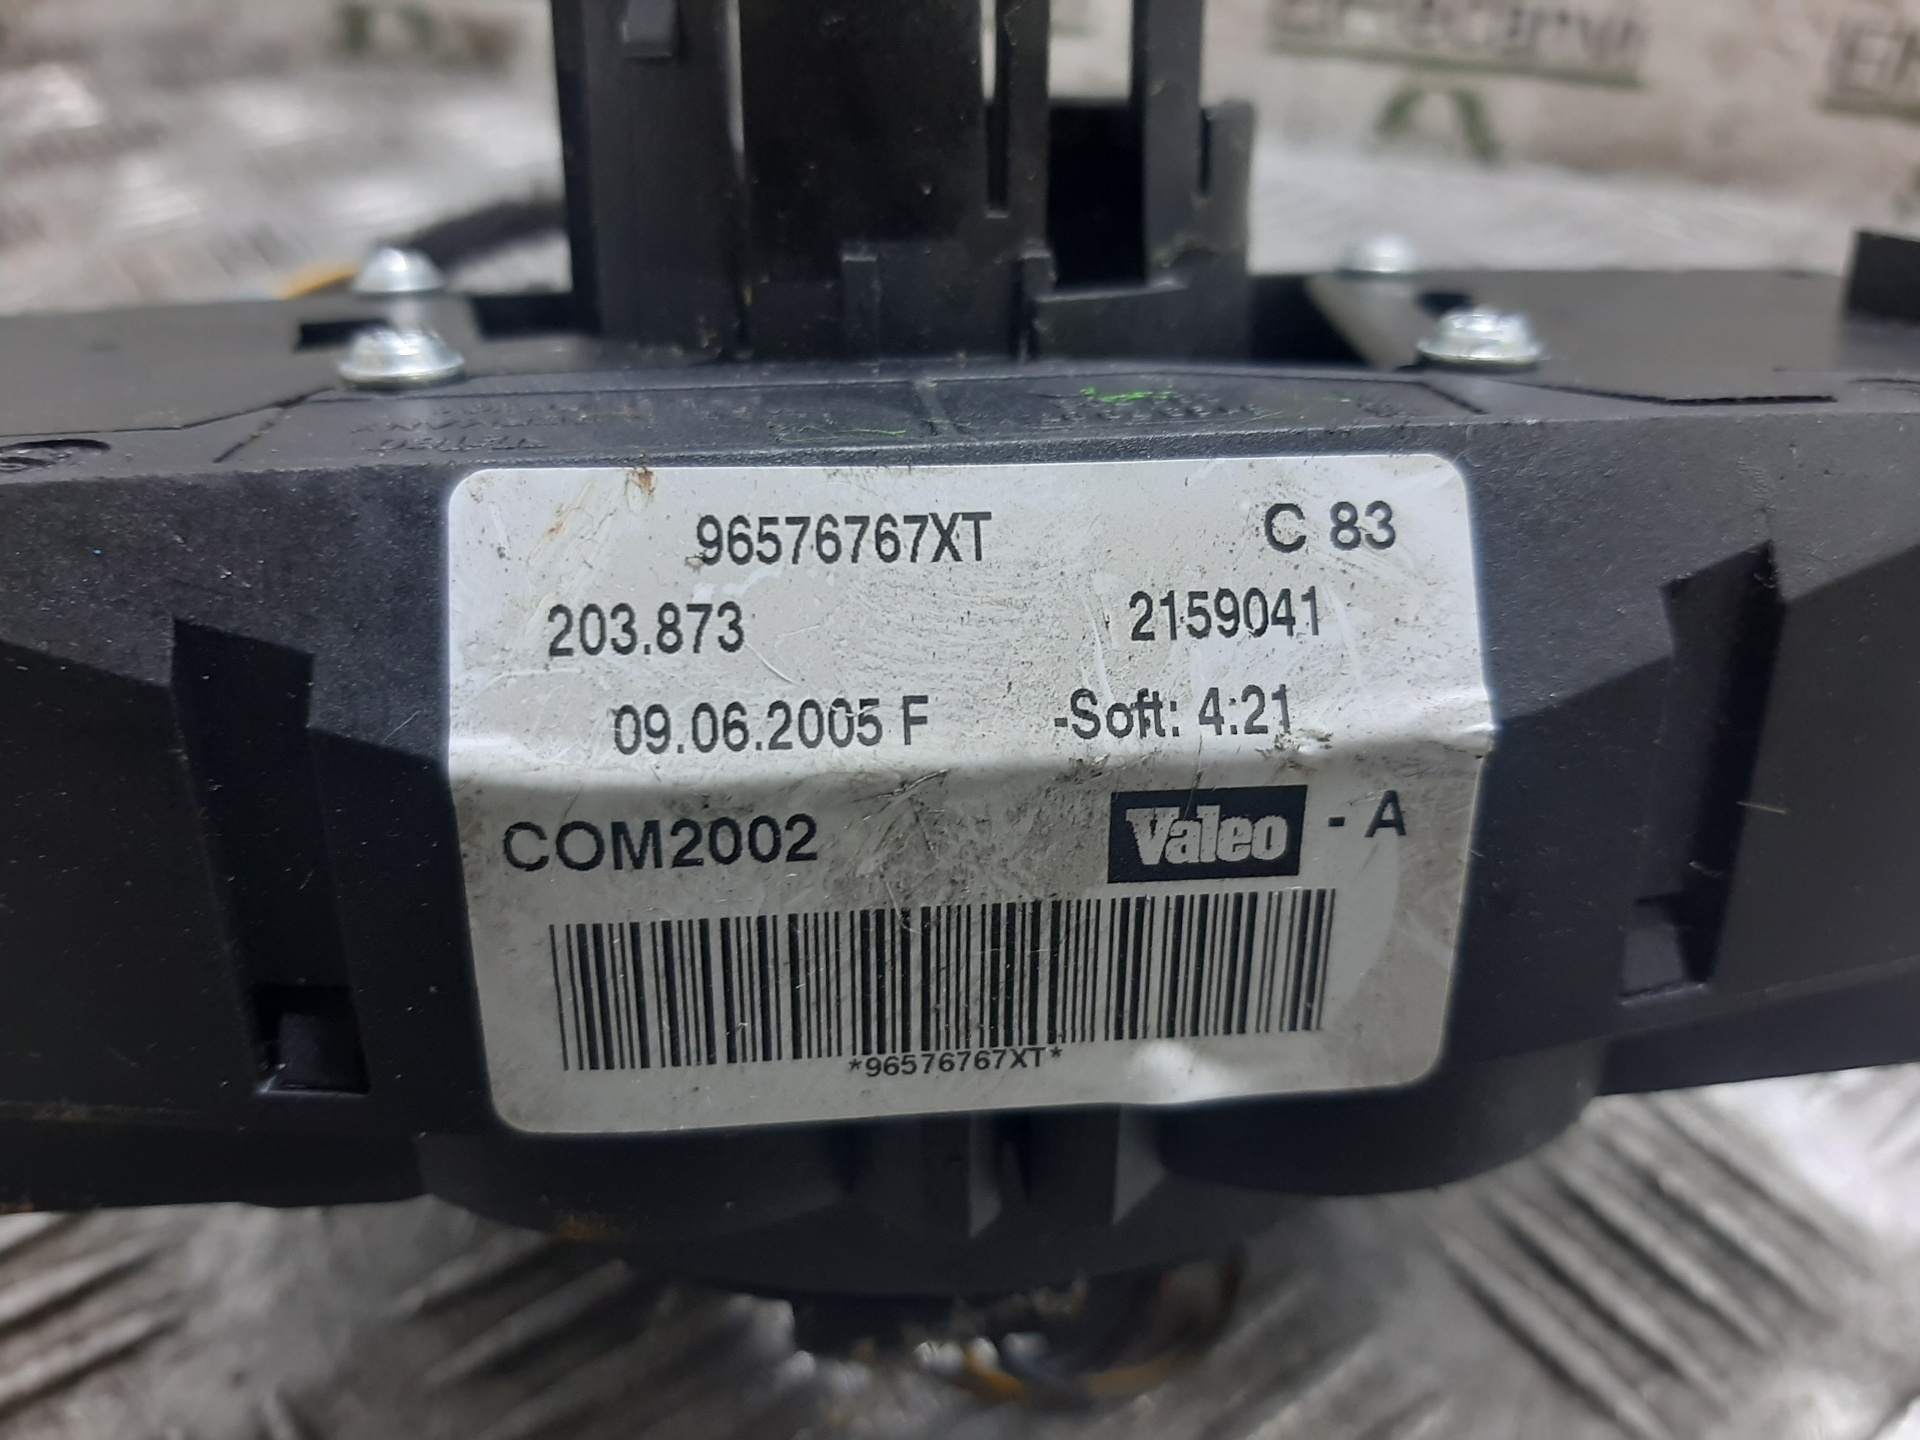 96576767XT C 83
203.873 2159041
09.06.2005 F -Soft: 4:21
COM2002 Valeo - A
*96576767XT*